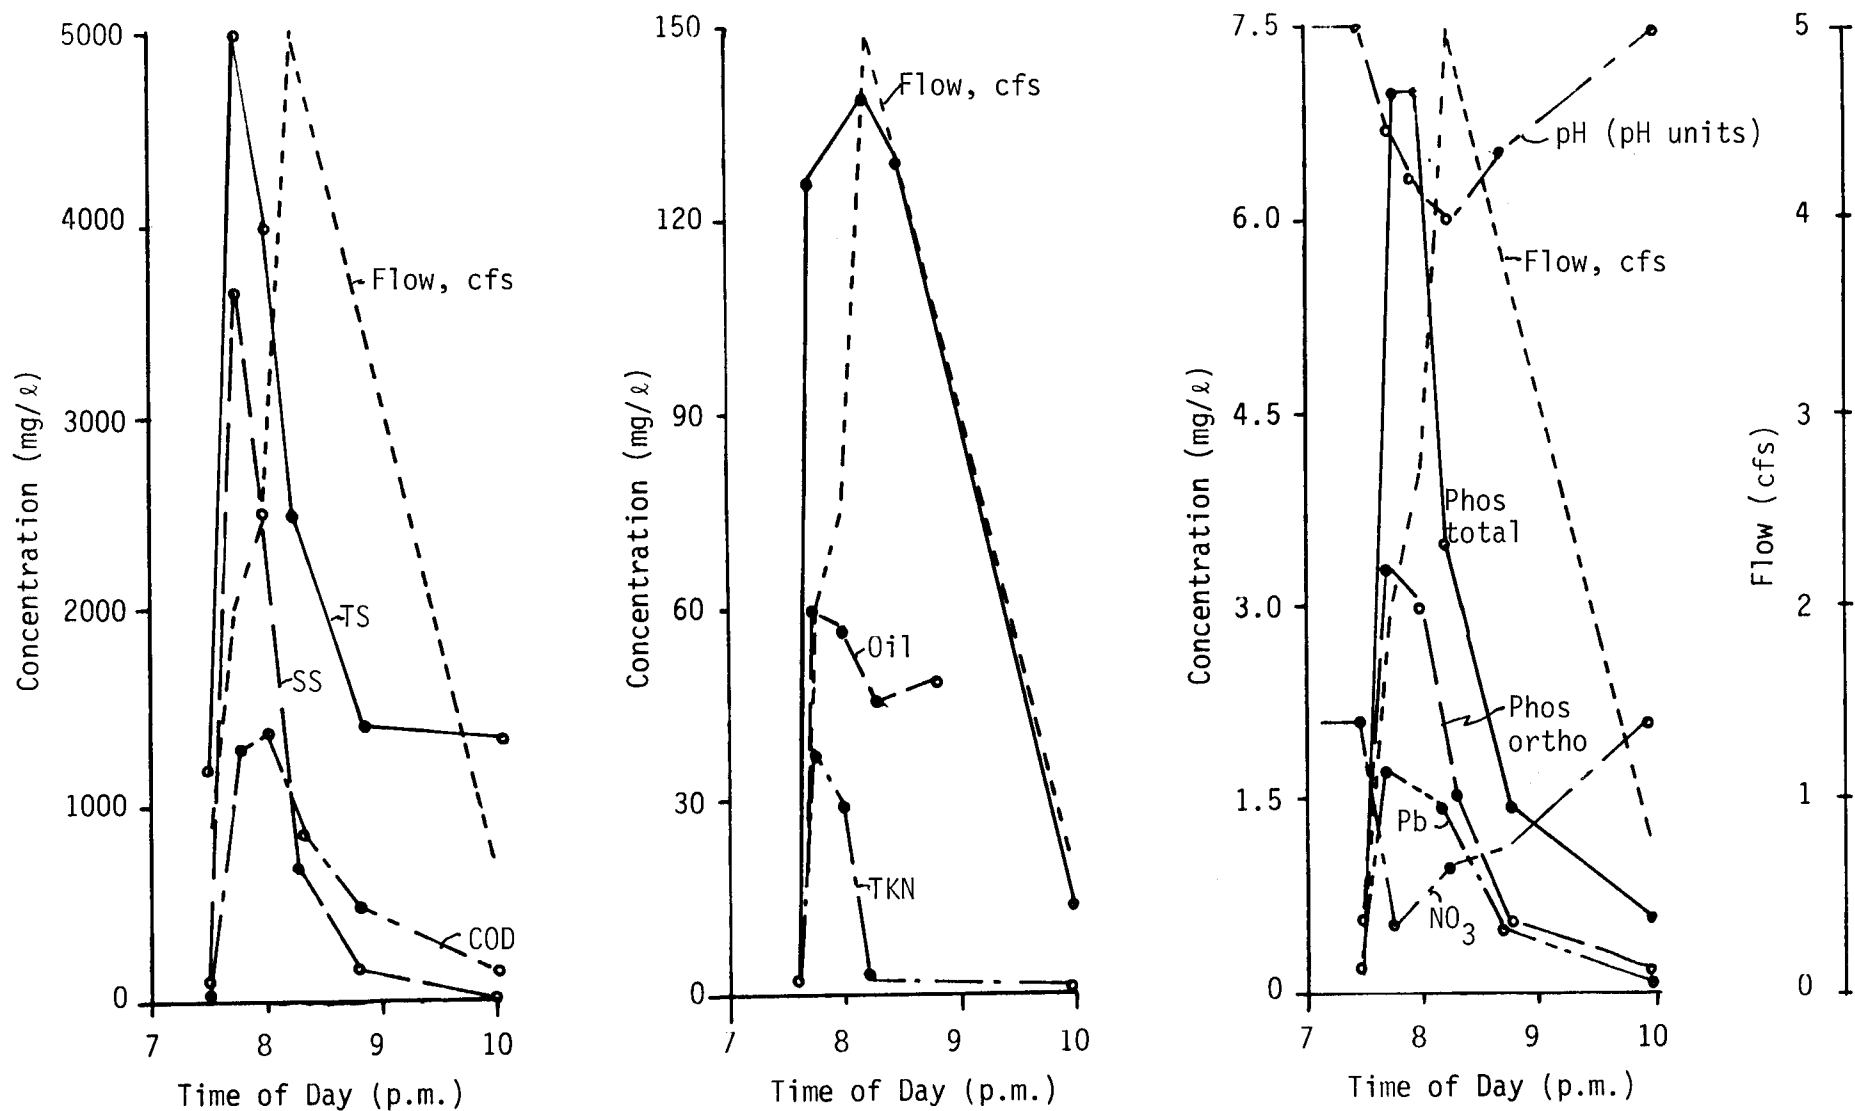 5000
4000
3000
2000
1000
0
Concentration (mg/ℓ)
Flow, cfs
TS
SS
COD
7 8 9 10
Time of Day (p.m.)
150
120
90
60
30
0
Concentration (mg/ℓ)
Flow, cfs
Oil
TKN
7 8 9 10
Time of Day (p.m.)
7.5
6.0
4.5
3.0
1.5
0
Concentration (mg/ℓ)
pH (pH units)
Flow, cfs
Phos
total
Phos
ortho
Pb
NO3
7 8 9 10
Time of Day (p.m.)
5
4
3
2
1
0
Flow (cfs)